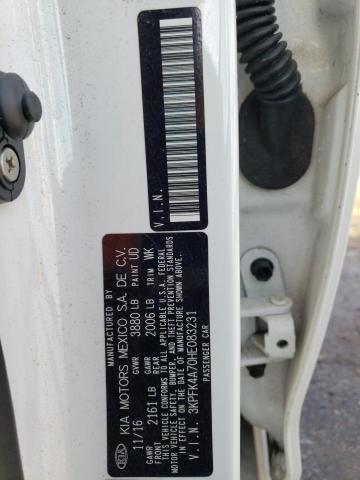 KIA
MANUFACTURED BY
KIA MOTORS MEXICO S.A. DE C.V.
11/16
GVWR 3880 LB
PAINT UD
GAWR FRONT 2161 LB
GAWR REAR 2006 LB
TRIM WK
THIS VEHICLE CONFORMS TO ALL APPLICABLE U.S.A. FEDERAL
MOTOR VEHICLE SAFETY, BUMPER, AND THEFT PREVENTION STANDARDS
IN EFFECT ON THE DATE OF MANUFACTURE SHOWN ABOVE.
V.I.N. 3KPFK4A70HE083231
PASSENGER CAR
V.I.N.